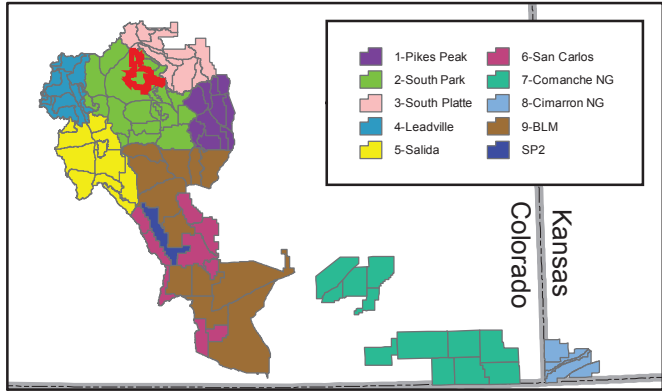 1-Pikes Peak
2-South Park
3-South Platte
4-Leadville
5-Salida
6-San Carlos
7-Comanche NG
8-Cimarron NG
9-BLM
SP2
Colorado
Kansas